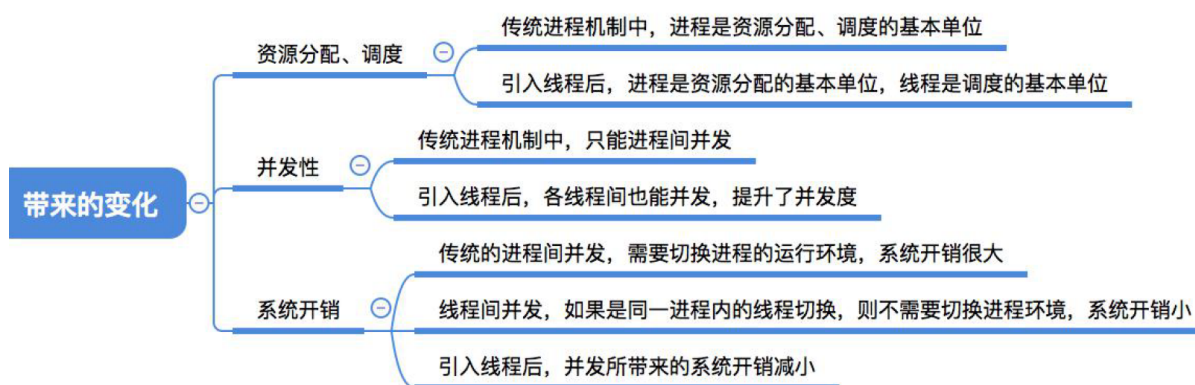 带来的变化
资源分配、调度
传统进程机制中，进程是资源分配、调度的基本单位
引入线程后，进程是资源分配的基本单位，线程是调度的基本单位
并发性
传统进程机制中，只能进程间并发
引入线程后，各线程间也能并发，提升了并发度
系统开销
传统的进程间并发，需要切换进程的运行环境，系统开销很大
线程间并发，如果是同一进程内的线程切换，则不需要切换进程环境，系统开销小
引入线程后，并发所带来的系统开销减小